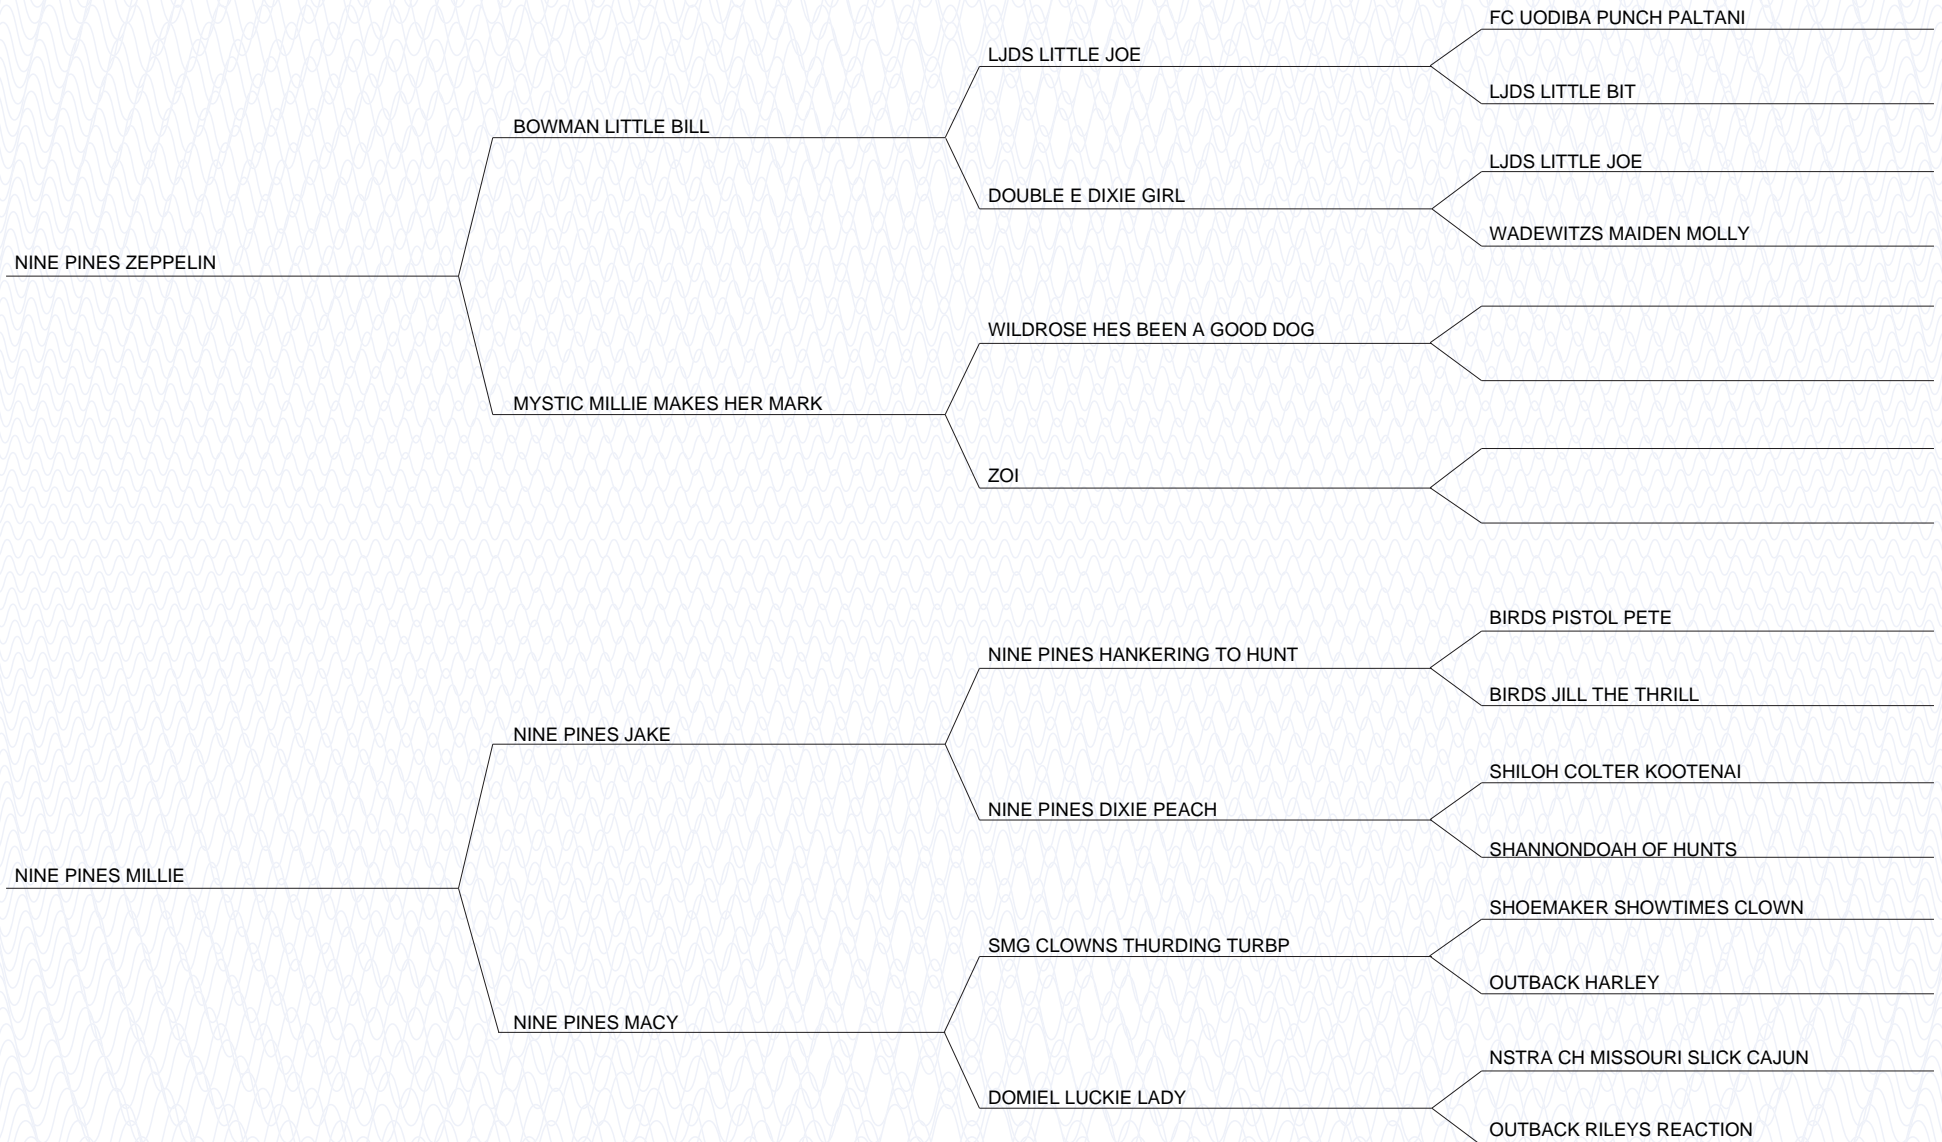 FC UODIBA PUNCH PALTANI
LJDS LITTLE JOE
LJDS LITTLE BIT
BOWMAN LITTLE BILL
LJDS LITTLE JOE
DOUBLE E DIXIE GIRL
WADEWITZS MAIDEN MOLLY
NINE PINES ZEPPELIN
WILDROSE HES BEEN A GOOD DOG
MYSTIC MILLIE MAKES HER MARK
ZOI
BIRDS PISTOL PETE
NINE PINES HANKERING TO HUNT
BIRDS JILL THE THRILL
NINE PINES JAKE
SHILOH COLTER KOOTENAI
NINE PINES DIXIE PEACH
SHANNONDOAH OF HUNTS
NINE PINES MILLIE
SHOEMAKER SHOWTIMES CLOWN
SMG CLOWNS THURDING TURBP
OUTBACK HARLEY
NINE PINES MACY
NSTRA CH MISSOURI SLICK CAJUN
DOMIEL LUCKIE LADY
OUTBACK RILEYS REACTION